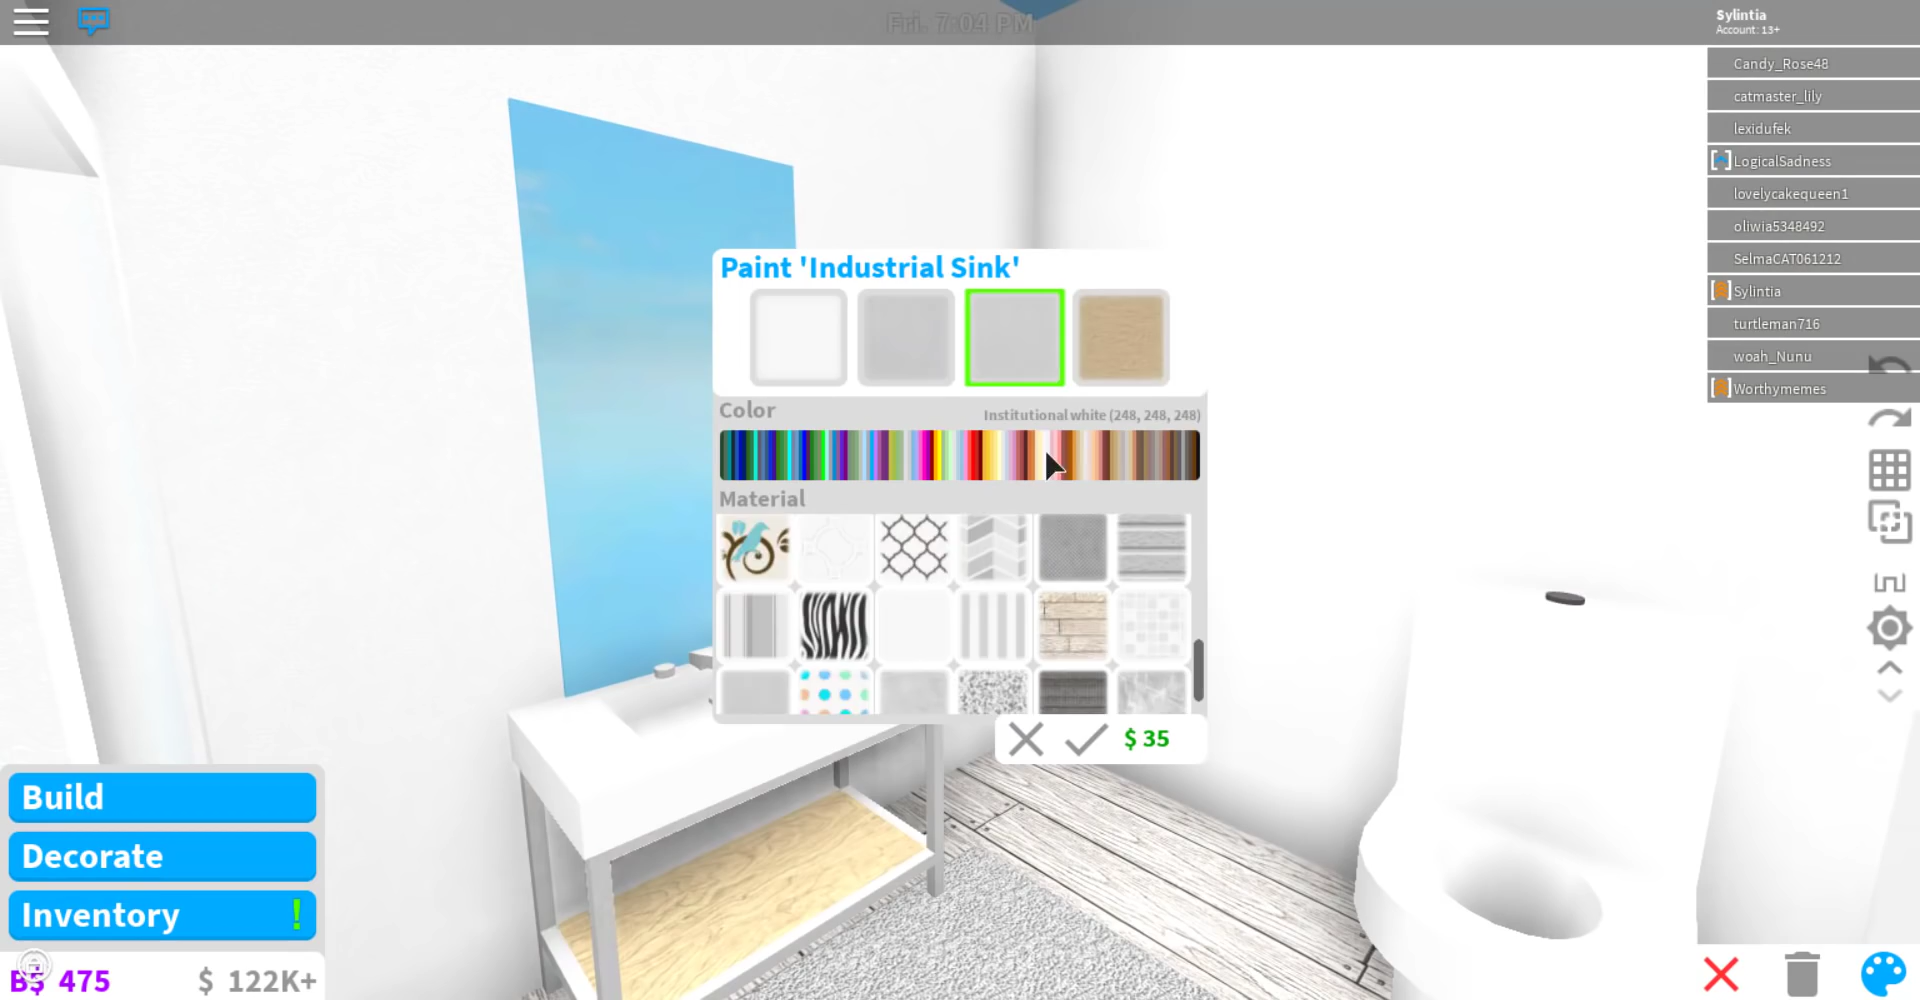 Fri. 7:04 PM
Sylintia
Account: 13+
Candy_Rose48
catmaster_lily
lexidufek
LogicalSadness
lovelycakequeen1
oliwia5348492
SelmaCAT061212
Sylintia
turtleman716
woah_Nunu
Worthymemes
Paint 'Industrial Sink'
Color
Institutional white (248, 248, 248)
Material
$ 35
Build
Decorate
Inventory !
B$ 475
$ 122K+